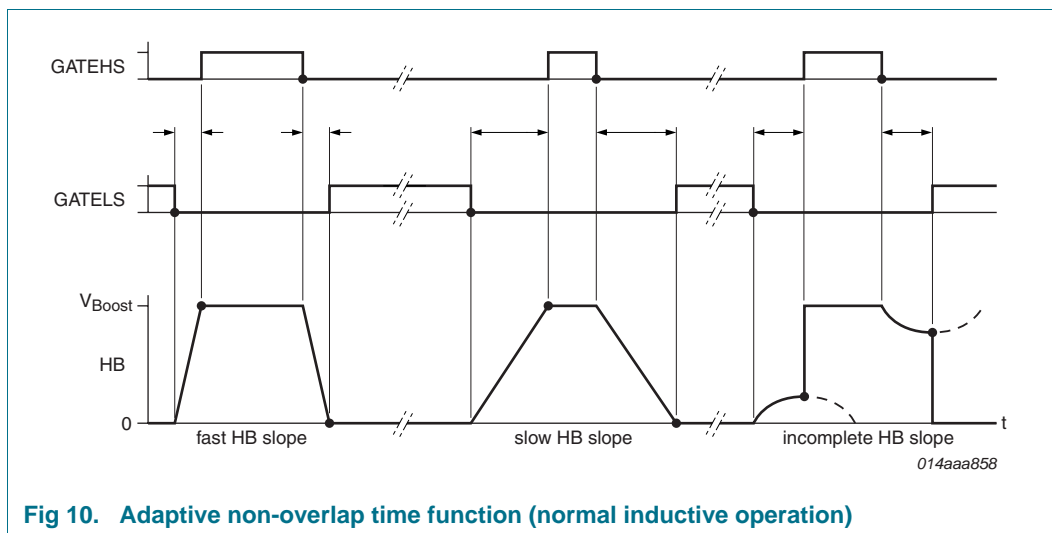 GATEHS
GATELS
VBoost
HB
0
t
fast HB slope
slow HB slope
incomplete HB slope
014aaa858
Fig 10. Adaptive non-overlap time function (normal inductive operation)